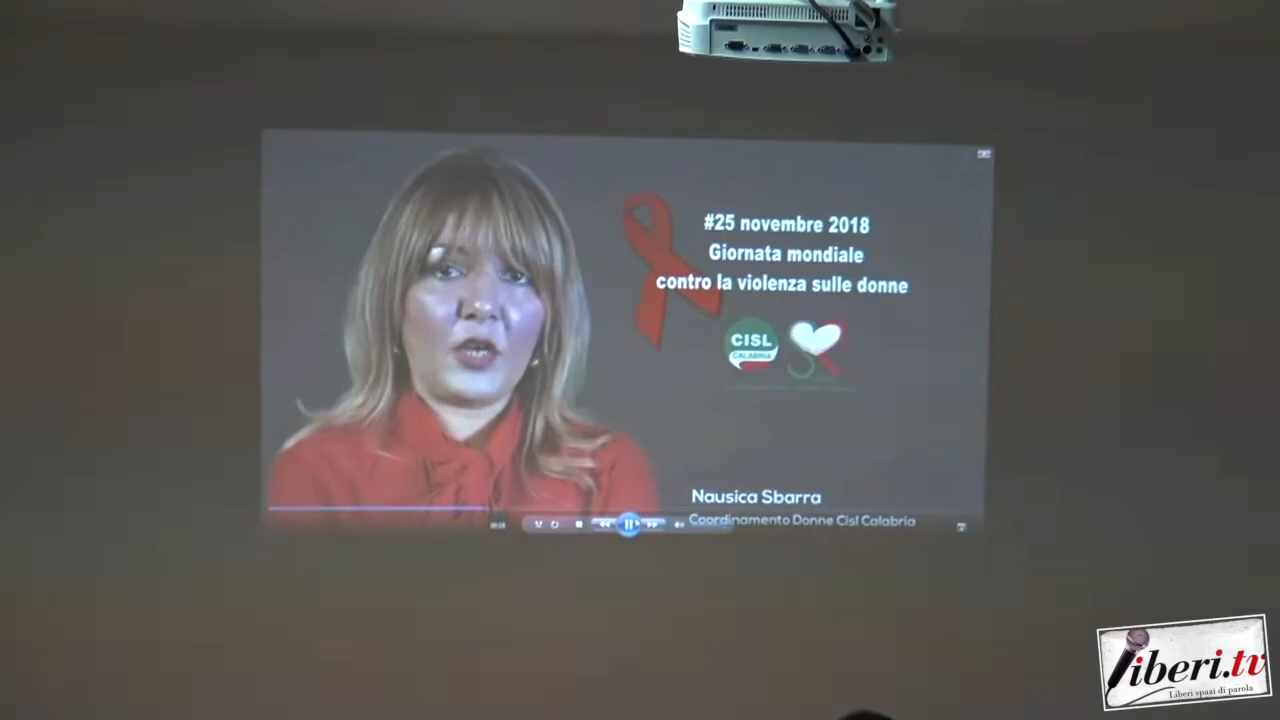 #25 novembre 2018
Giornata mondiale
contro la violenza sulle donne
CISL
CALABRIA
Nausica Sbarra
Coordinamento Donne Cisl Calabria
liberi.tv
Liberi spazi di parola